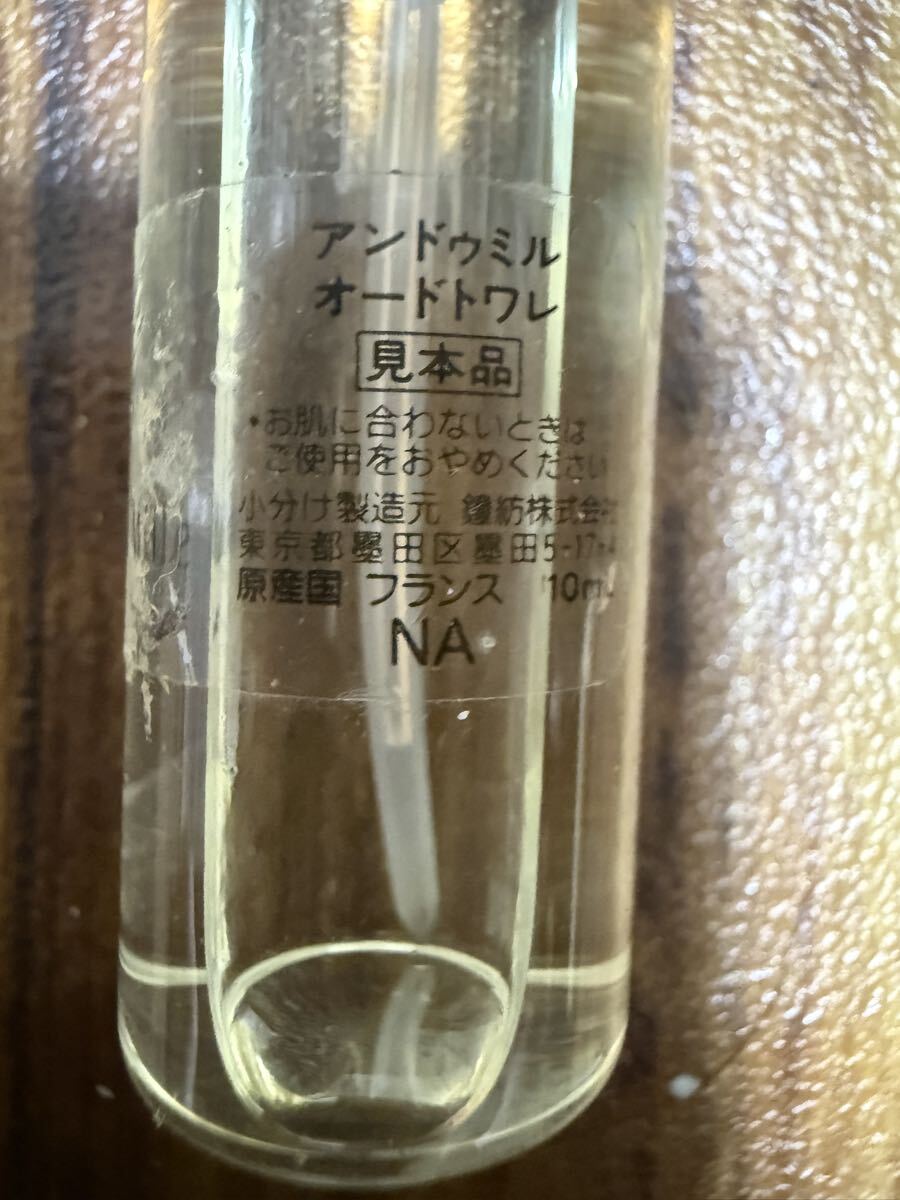 アンドゥミル
オードトワレ
見本品
・お肌に合わないときは
ご使用をおやめください
小分け製造元 鐘紡株式会社
東京都墨田区墨田5-17-4
原産国 フランス 10mL
NA